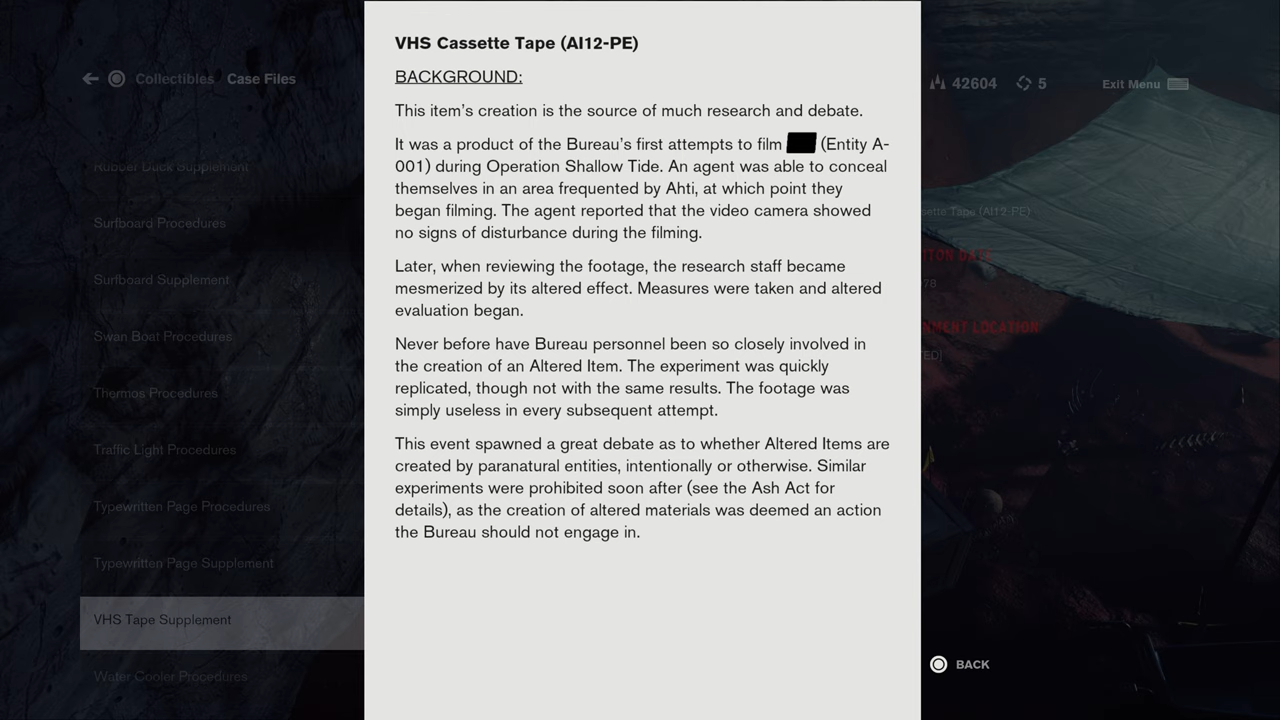 VHS Cassette Tape (AI12-PE)
BACKGROUND:
This item's creation is the source of much research and debate.
It was a product of the Bureau's first attempts to film (Entity A-
001) during Operation Shallow Tide. An agent was able to conceal
themselves in an area frequented by Ahti, at which point they
began filming. The agent reported that the video camera showed
no signs of disturbance during the filming.
Later, when reviewing the footage, the research staff became
mesmerized by its altered effect. Measures were taken and altered
evaluation began.
Never before have Bureau personnel been so closely involved in
the creation of an Altered Item. The experiment was quickly
replicated, though not with the same results. The footage was
simply useless in every subsequent attempt.
This event spawned a great debate as to whether Altered Items are
created by paranatural entities, intentionally or otherwise. Similar
experiments were prohibited soon after (see the Ash Act for
details), as the creation of altered materials was deemed an action
the Bureau should not engage in.
Collectibles Case Files
Rubber Duck Supplement
Surfboard Procedures
Surfboard Supplement
Swan Boat Procedures
Thermos Procedures
Traffic Light Procedures
Typewritten Page Procedures
Typewritten Page Supplement
VHS Tape Supplement
Water Cooler Procedures
42604 5 Exit Menu
Tape (AI12-PE)
BACK